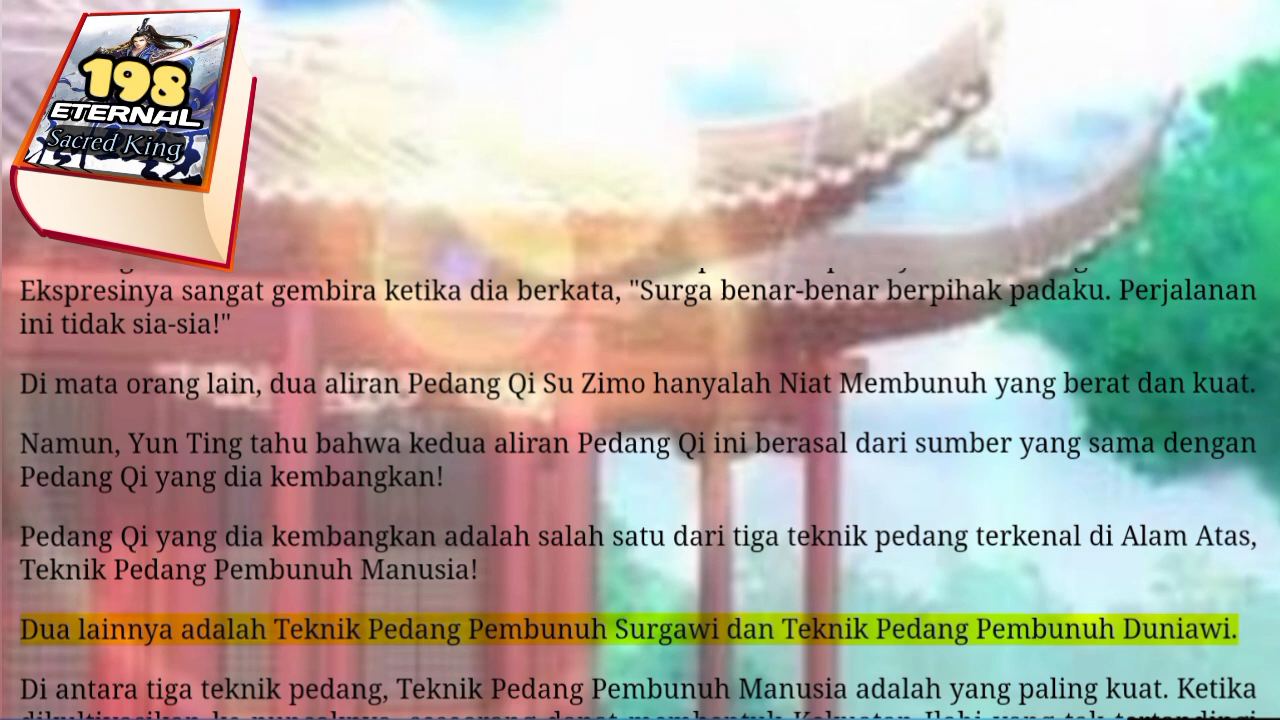 198
ETERNAL
Sacred King
Ekspresinya sangat gembira ketika dia berkata, "Surga benar-benar berpihak padaku. Perjalanan
ini tidak sia-sia!"
Di mata orang lain, dua aliran Pedang Qi Su Zimo hanyalah Niat Membunuh yang berat dan kuat.
Namun, Yun Ting tahu bahwa kedua aliran Pedang Qi ini berasal dari sumber yang sama dengan
Pedang Qi yang dia kembangkan!
Pedang Qi yang dia kembangkan adalah salah satu dari tiga teknik pedang terkenal di Alam Atas,
Teknik Pedang Pembunuh Manusia!
Dua lainnya adalah Teknik Pedang Pembunuh Surgawi dan Teknik Pedang Pembunuh Duniawi.
Di antara tiga teknik pedang, Teknik Pedang Pembunuh Manusia adalah yang paling kuat. Ketika